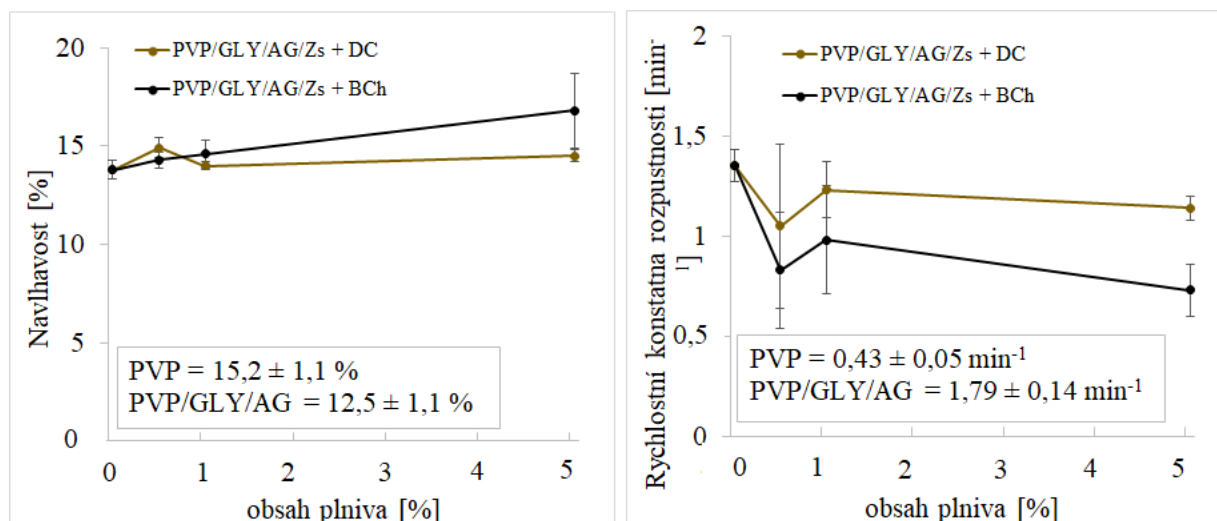 20
15
10
5
0
Navlhavost [%]
PVP/GLY/AG/Zs + DC
PVP/GLY/AG/Zs + BCh
PVP = 15,2 ± 1,1 %
PVP/GLY/AG = 12,5 ± 1,1 %
0 1 2 3 4 5
obsah plniva [%]
2
1,5
1
0,5
0
Rychlostní konstatna rozpustnosti [min-
1]
PVP/GLY/AG/Zs + DC
PVP/GLY/AG/Zs + BCh
PVP = 0,43 ± 0,05 min-1
PVP/GLY/AG = 1,79 ± 0,14 min-1
0 1 2 3 4 5
obsah plniva [%]